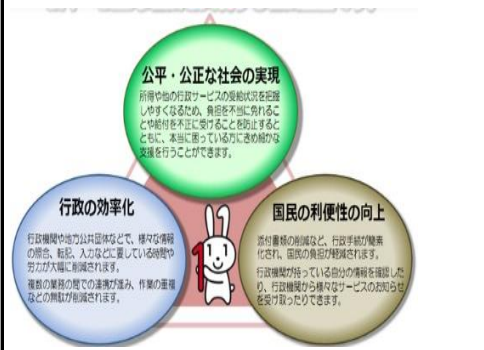 公平・公正な社会の実現
所得や他の行政サービスの受給状況を把握
しやすくなるため、負担を不当に免れるこ
とや給付を不正に受けることを防止すると
ともに、本当に困っている方にきめ細かな
支援を行うことができます。
行政の効率化
行政機関や地方公共団体などで、様々な情報
の照合、転記、入力などに要している時間や
労力が大幅に削減されます。
複数の業務の間での連携が進み、作業の重複
などの無駄が削減されます。
国民の利便性の向上
添付書類の削減など、行政手続が簡素
化され、国民の負担が軽減されます。
行政機関が持っている自分の情報を確認した
り、行政機関から様々なサービスのお知らせ
を受け取ったりできます。
1